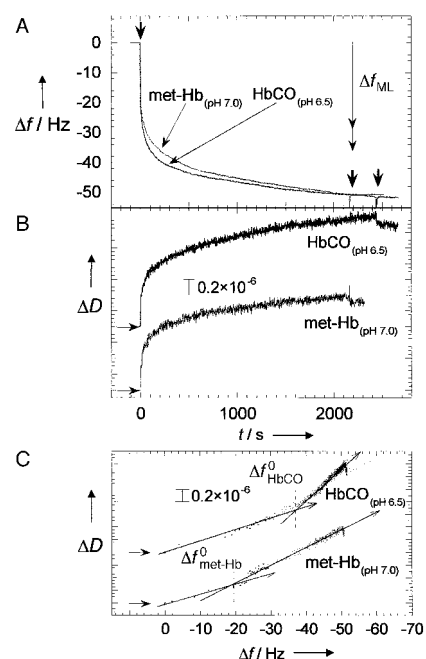 A
0
-10
-20
-30
-40
-50
Δf / Hz
met-Hb(pH 7.0)
HbCO(pH 6.5)
ΔfML
B
ΔD
HbCO(pH 6.5)
0.2×10-6
met-Hb(pH 7.0)
0 1000 2000
t / s
C
ΔD
0.2×10-6
Δf0HbCO
HbCO(pH 6.5)
Δf0met-Hb
met-Hb(pH 7.0)
0 -10 -20 -30 -40 -50 -60 -70
Δf / Hz